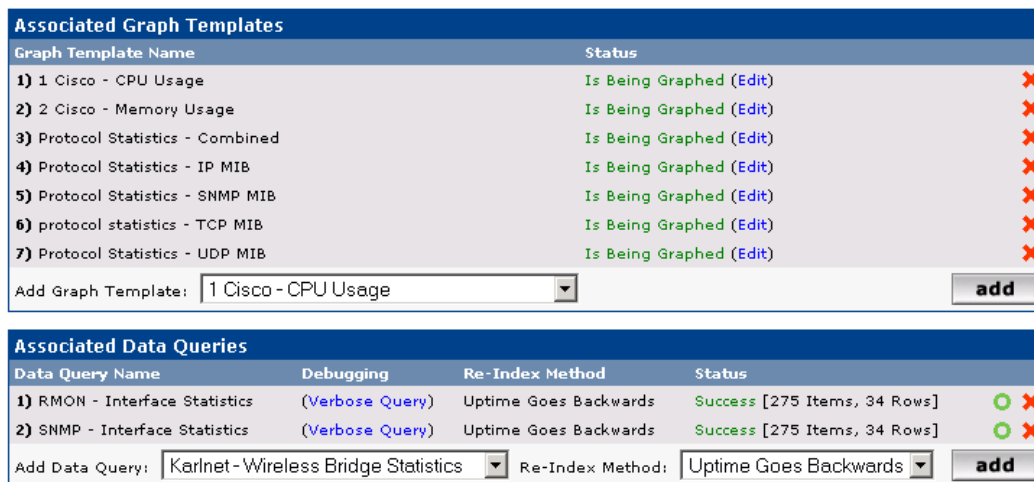 Associated Graph Templates
Graph Template Name Status
1) 1 Cisco - CPU Usage Is Being Graphed (Edit)
2) 2 Cisco - Memory Usage Is Being Graphed (Edit)
3) Protocol Statistics - Combined Is Being Graphed (Edit)
4) Protocol Statistics - IP MIB Is Being Graphed (Edit)
5) Protocol Statistics - SNMP MIB Is Being Graphed (Edit)
6) protocol statistics - TCP MIB Is Being Graphed (Edit)
7) Protocol Statistics - UDP MIB Is Being Graphed (Edit)
Add Graph Template: 1 Cisco - CPU Usage add
Associated Data Queries
Data Query Name Debugging Re-Index Method Status
1) RMON - Interface Statistics (Verbose Query) Uptime Goes Backwards Success [275 Items, 34 Rows]
2) SNMP - Interface Statistics (Verbose Query) Uptime Goes Backwards Success [275 Items, 34 Rows]
Add Data Query: Karlnet - Wireless Bridge Statistics Re-Index Method: Uptime Goes Backwards add